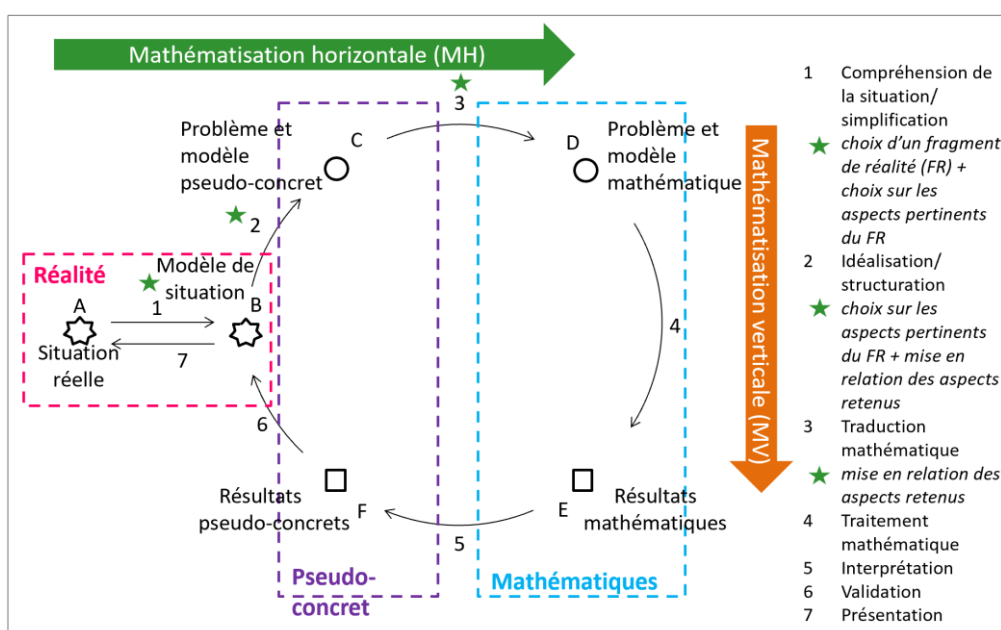 Mathématisation horizontale (MH)
3
C
Problème et
modèle
pseudo-concret
D
Problème et
modèle
mathématique
2
Réalité
Modèle de
situation
A
1
B
7
Situation
réelle
4
6
Résultats
pseudo-concrets
F
E
Résultats
mathématiques
5
Pseudo-
concret
Mathématiques
Mathématisation verticale (MV)
1 Compréhension de
la situation/
simplification
choix d'un fragment
de réalité (FR) +
choix sur les
aspects pertinents
du FR
2 Idéalisation/
structuration
choix sur les
aspects pertinents
du FR + mise en
relation des aspects
retenus
3 Traduction
mathématique
mise en relation des
aspects retenus
4 Traitement
mathématique
5 Interprétation
6 Validation
7 Présentation